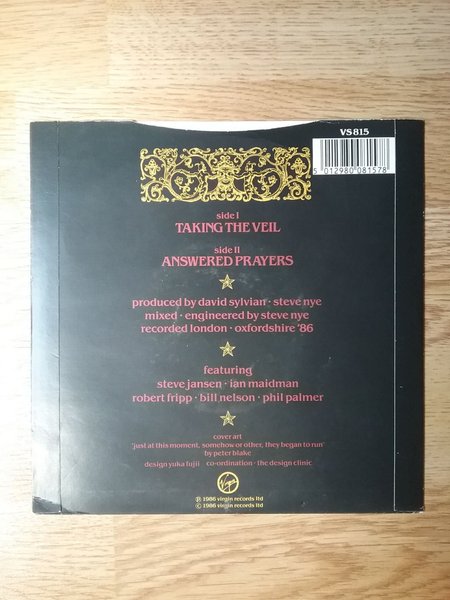 VS 815
5 012980 081578
side I
TAKING THE VEIL
side II
ANSWERED PRAYERS
produced by david sylvian · steve nye
mixed · engineered by steve nye
recorded london · oxfordshire '86
featuring
steve jansen · ian maidman
robert fripp · bill nelson · phil palmer
cover art
'just at this moment, somehow or other, they began to run'
by peter blake
design yuka fujii co-ordination · the design clinic
Virgin
℗ 1986 virgin records ltd
© 1986 virgin records ltd